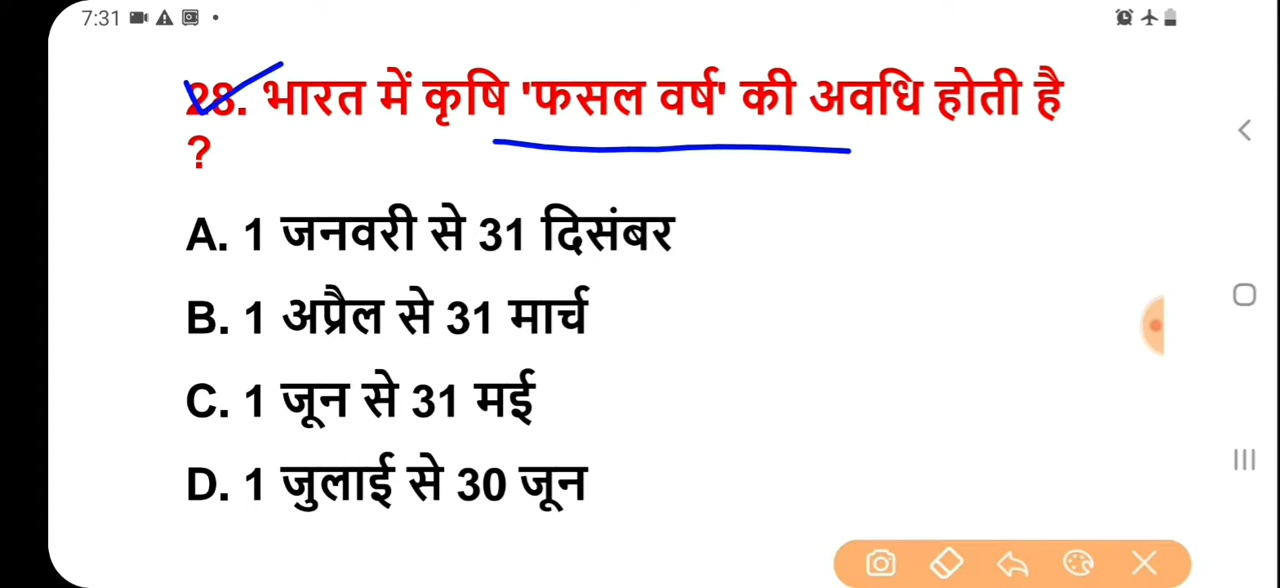 7:31
28. भारत में कृषि 'फसल वर्ष' की अवधि होती है
?
A. 1 जनवरी से 31 दिसंबर
B. 1 अप्रैल से 31 मार्च
C. 1 जून से 31 मई
D. 1 जुलाई से 30 जून